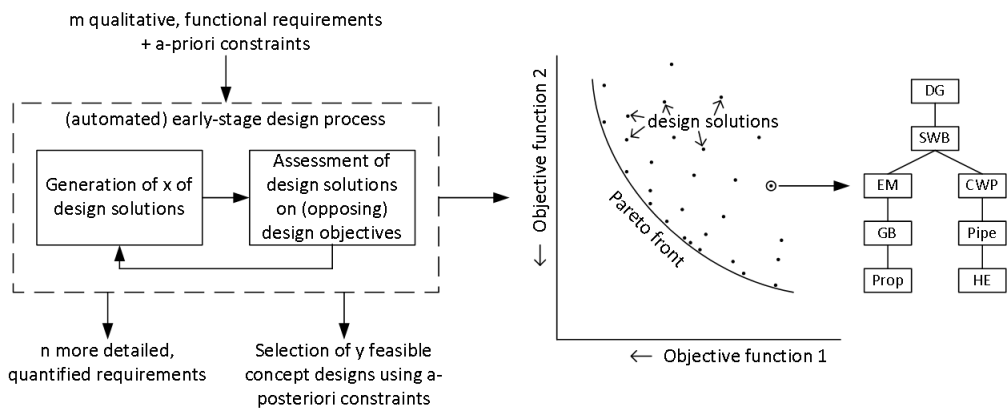 m qualitative, functional requirements
+ a-priori constraints
(automated) early-stage design process
Generation of x of
design solutions
Assessment of
design solutions
on (opposing)
design objectives
n more detailed,
quantified requirements
Selection of y feasible
concept designs using a-
posteriori constraints
Objective function 2
design solutions
Pareto front
Objective function 1
DG
SWB
EM
CWP
GB
Pipe
Prop
HE